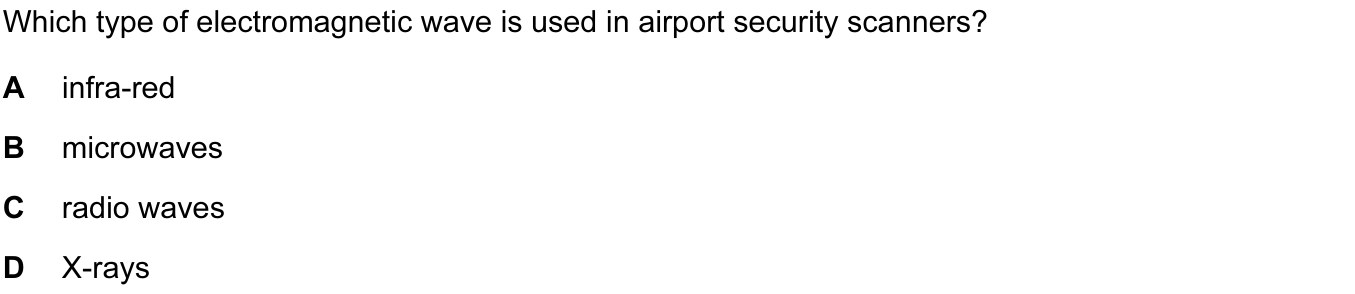 Which type of electromagnetic wave is used in airport security scanners?
A infra-red
B microwaves
C radio waves
D X-rays